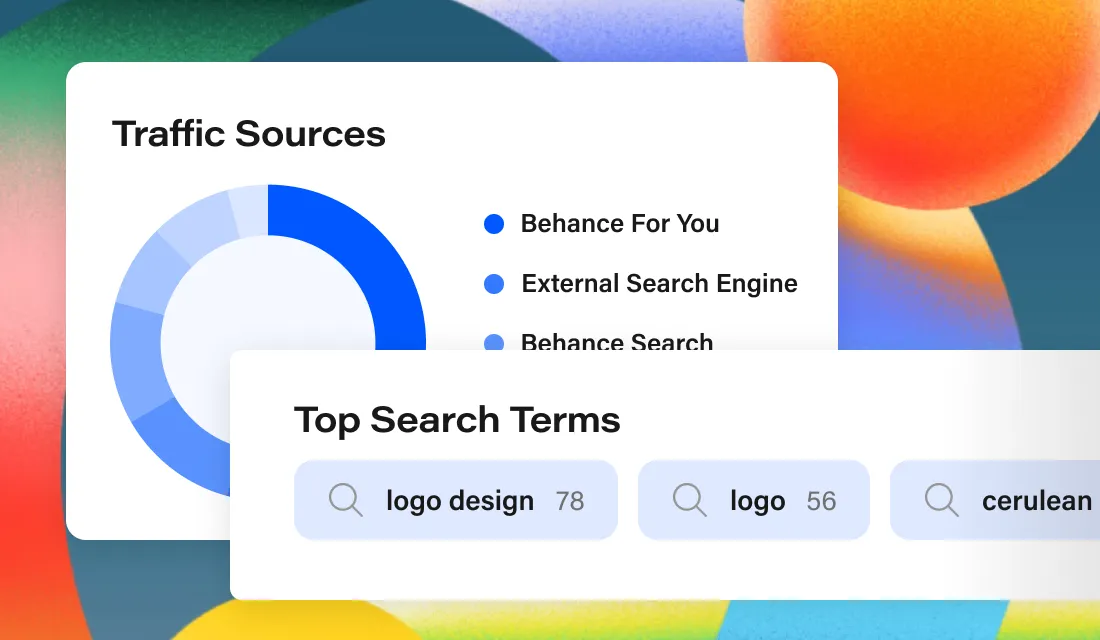 Traffic Sources
Behance For You
External Search Engine
Behance Search
Top Search Terms
logo design 78
logo 56
cerulean